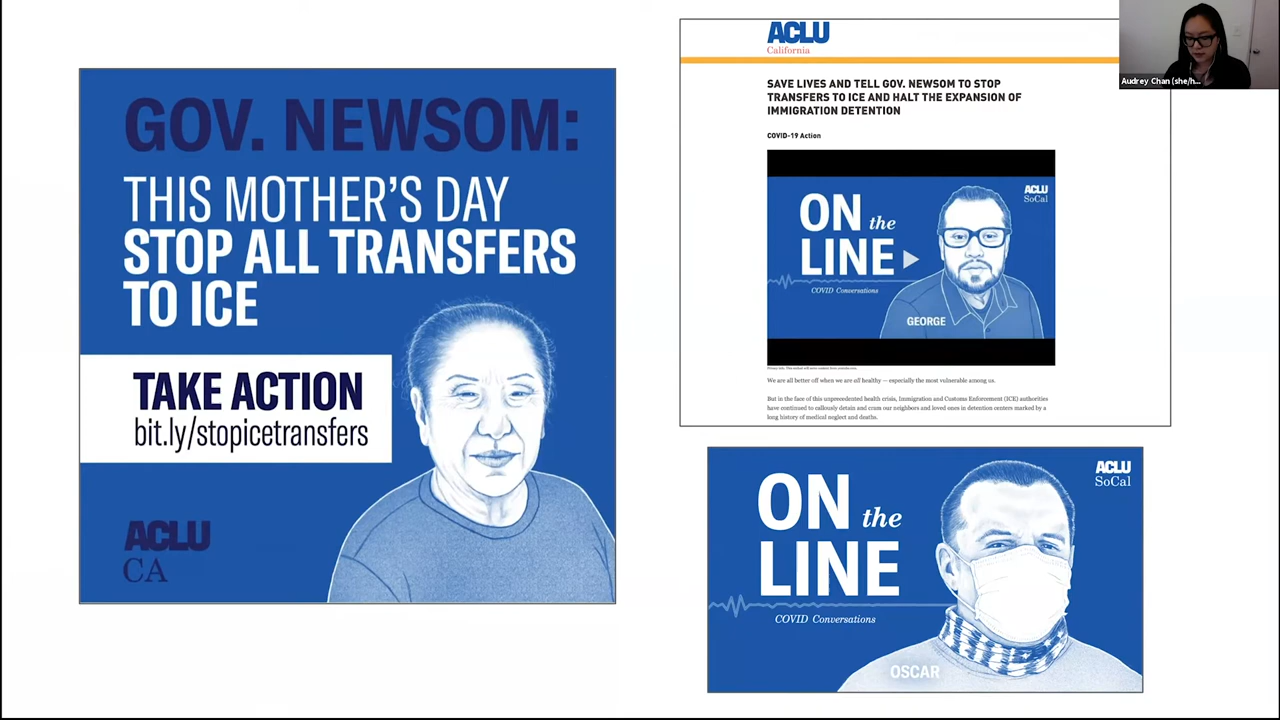 GOV. NEWSOM:
THIS MOTHER'S DAY
STOP ALL TRANSFERS
TO ICE
TAKE ACTION
bit.ly/stopicetransfers
ACLU
CA
ACLU
California
SAVE LIVES AND TELL GOV. NEWSOM TO STOP
TRANSFERS TO ICE AND HALT THE EXPANSION OF
IMMIGRATION DETENTION
COVID-19 Action
ACLU
SoCal
ON the
LINE
COVID Conversations
GEORGE
We are all better off when we are all healthy — especially the most vulnerable among us.
But in the face of this unprecedented health crisis, Immigration and Customs Enforcement (ICE) authorities
have continued to callously detain and cram our neighbors and loved ones in detention centers marked by a
long history of medical neglect and deaths.
ACLU
SoCal
ON the
LINE
COVID Conversations
OSCAR
Audrey Chan (she/h...